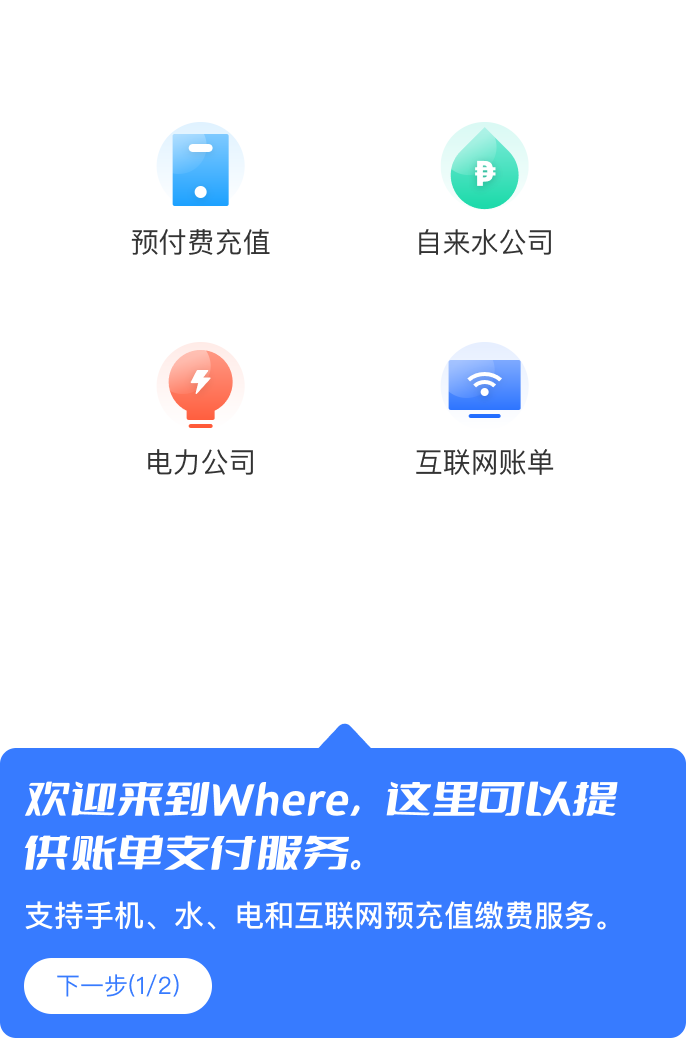 预付费充值
自来水公司
电力公司
互联网账单
欢迎来到Where，这里可以提
供账单支付服务。
支持手机、水、电和互联网预充值缴费服务。
下一步(1/2)